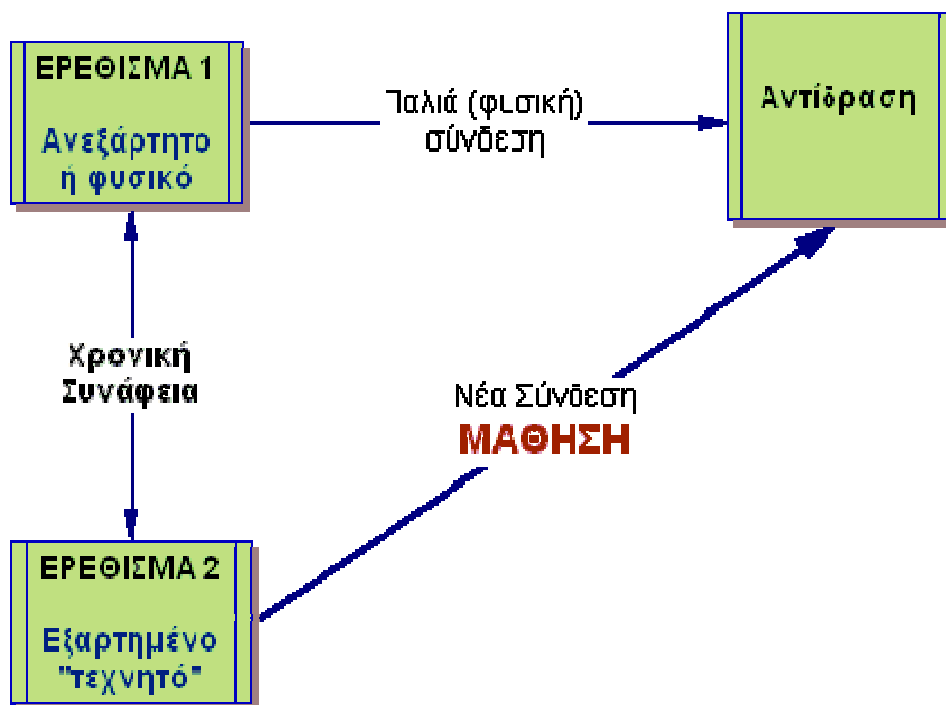 ΕΡΕΘΙΣΜΑ 1
Ανεξάρτητο
ή φυσικό
Παλιά (φυσική)
σύνδεση
Αντίδραση
Χρονική
Συνάφεια
Νέα Σύνδεση
ΜΑΘΗΣΗ
ΕΡΕΘΙΣΜΑ 2
Εξαρτημένο
"τεχνητό"